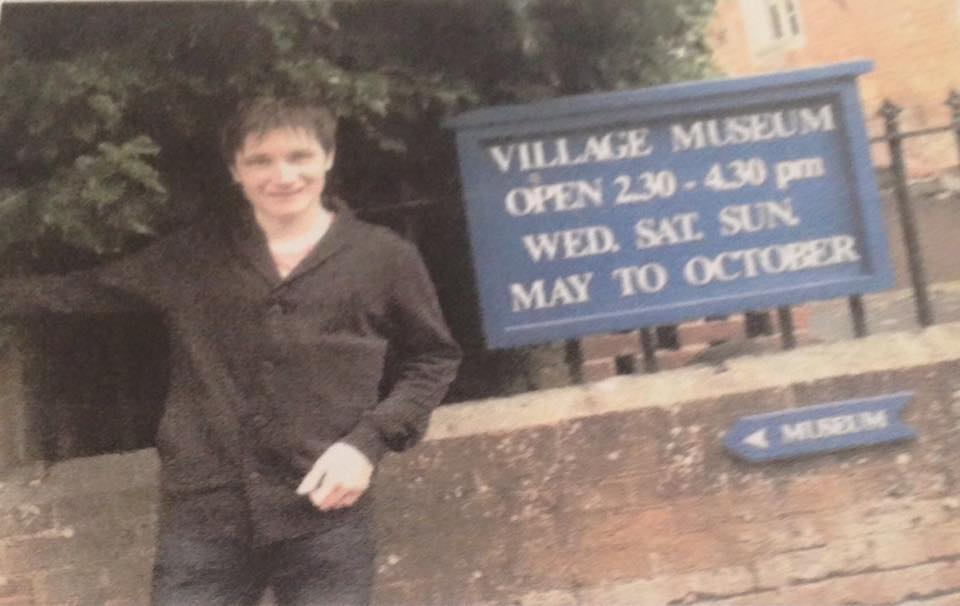 VILLAGE MUSEUM
OPEN 2.30 - 4.30 pm
WED. SAT. SUN.
MAY TO OCTOBER
MUSEUM